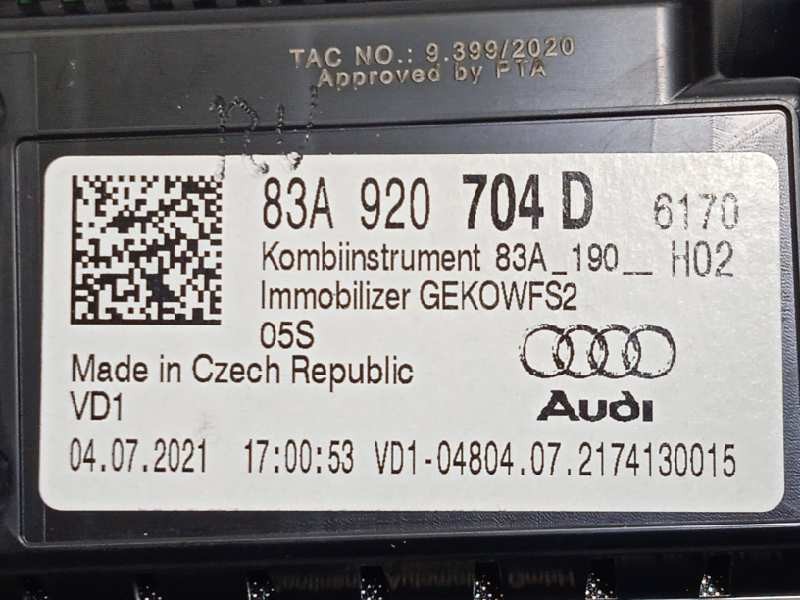 TAC NO.: 9.399/2020
Approved by PTA
83A 920 704 D 6170
Kombiinstrument 83A_190__ H02
Immobilizer GEKOWFS2
05S
Made in Czech Republic
VD1
Audi
04.07.2021 17:00:53 VD1-04804.07.2174130015